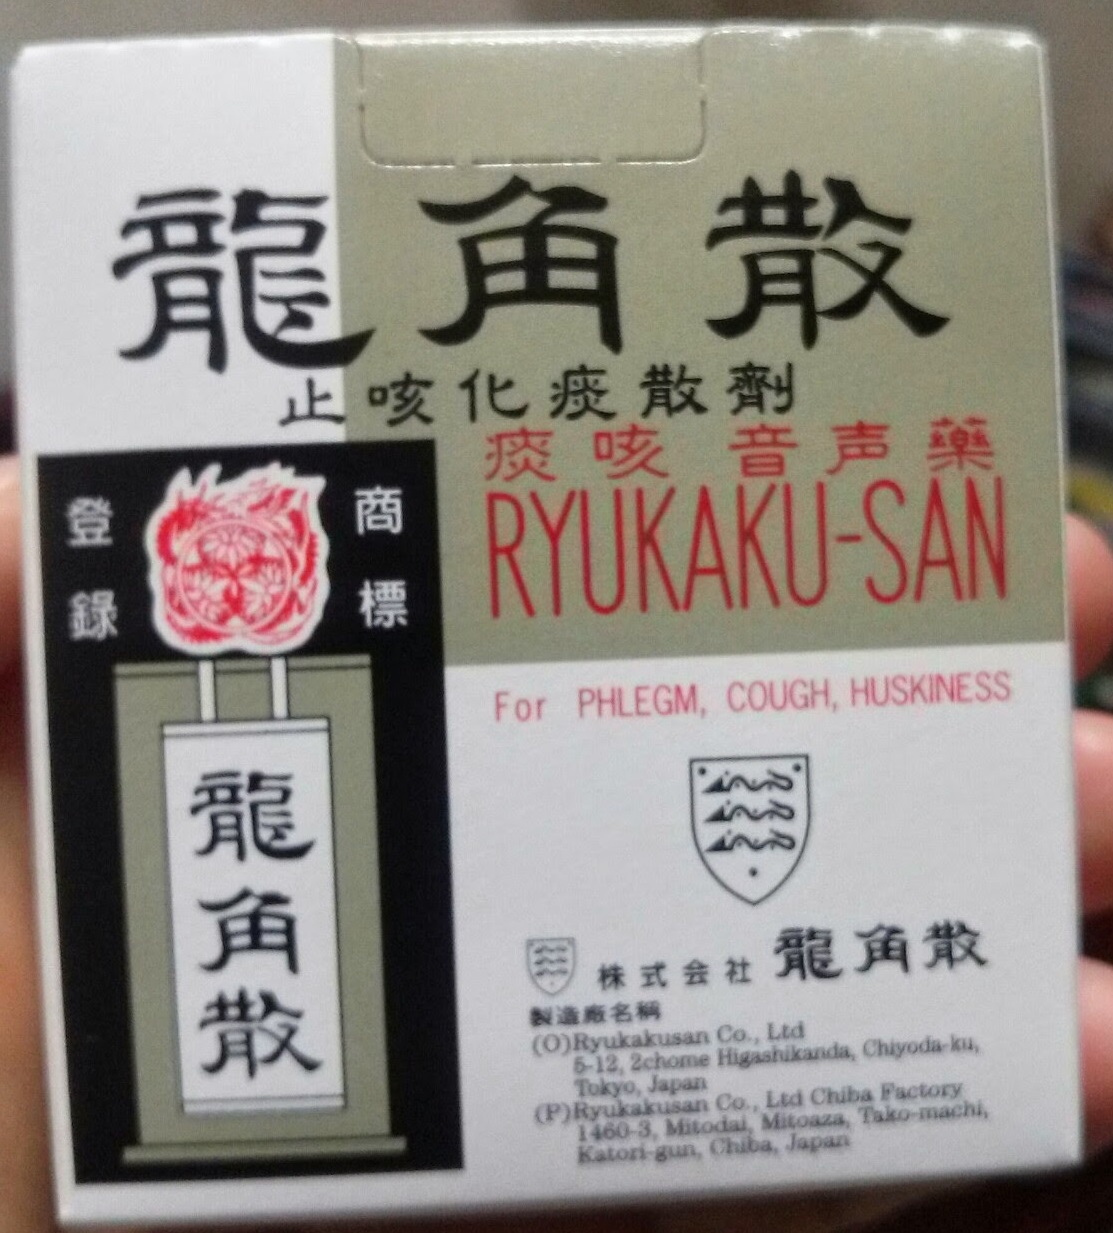 龍角散
止咳化痰散劑
痰咳 音声藥
RYUKAKU-SAN
商標
登錄
龍角散
For PHLEGM, COUGH, HUSKINESS
株式会社 龍角散
製造廠名稱
(O)Ryukakusan Co., Ltd
5-12, 2chome Higashikanda, Chiyoda-ku,
Tokyo, Japan
(P)Ryukakusan Co., Ltd Chiba Factory
1460-3, Mitodai, Mitoaza, Tako-machi,
Katori-gun, Chiba, Japan